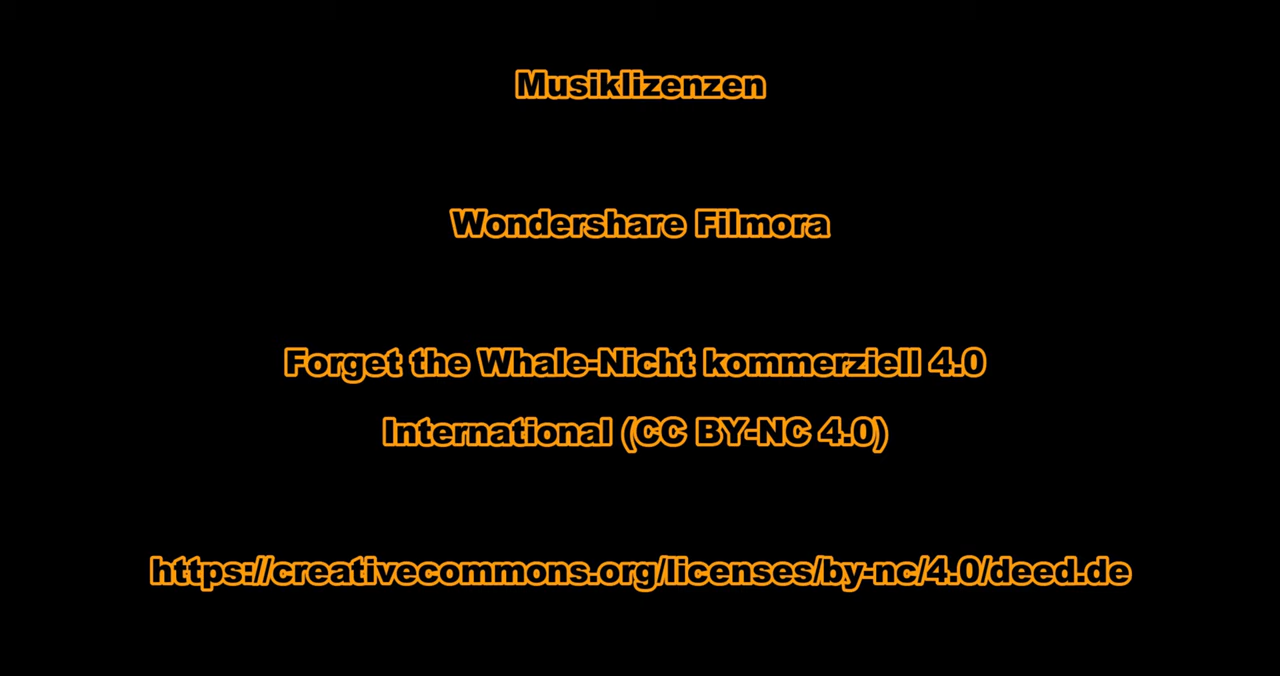 Musiklizenzen
Wondershare Filmora
Forget the Whale-Nicht kommerziell 4.0
International (CC BY-NC 4.0)
https://creativecommons.org/licenses/by-nc/4.0/deed.de